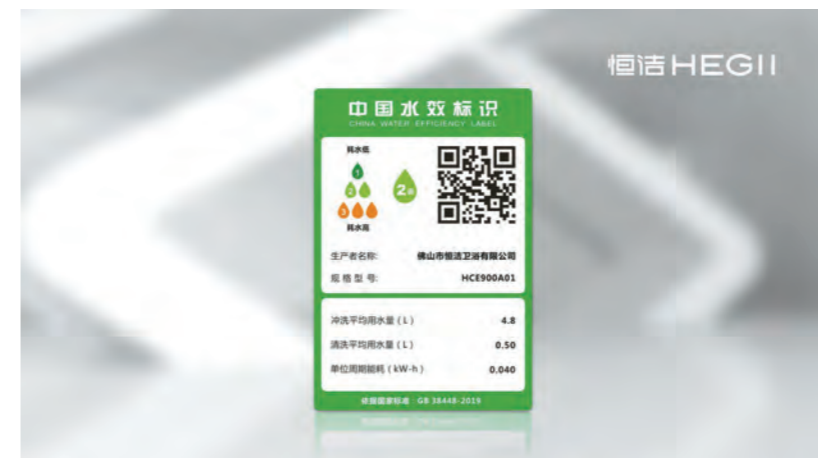 恒洁HEGII
中国水效标识
CHINA WATER EFFICIENCY LABEL
耗水低
1
2
2级
3
耗水高
生产者名称: 佛山市恒洁卫浴有限公司
规格型号: HCE900A01
冲洗平均用水量(L) 4.8
清洗平均用水量(L) 0.50
单位周期能耗(kW-h) 0.040
依据国家标准 GB 38448-2019